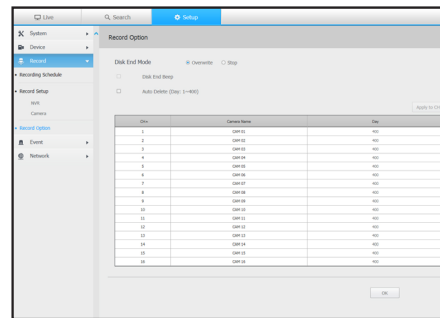 Live
Search
Setup
System
Device
Record
Recording Schedule
Record Setup
NVR
Camera
Record Option
Event
Network
Record Option
Disk End Mode
Overwrite
Stop
Disk End Beep
Auto Delete (Day: 1~400)
Apply to
Camera Name
Day
1 CAM 01 400
2 CAM 02 400
3 CAM 03 400
4 CAM 04 400
5 CAM 05 400
6 CAM 06 400
7 CAM 07 400
8 CAM 08 400
9 CAM 09 400
10 CAM 10 400
11 CAM 11 400
12 CAM 12 400
13 CAM 13 400
14 CAM 14 400
15 CAM 15 400
16 CAM 16 400
OK